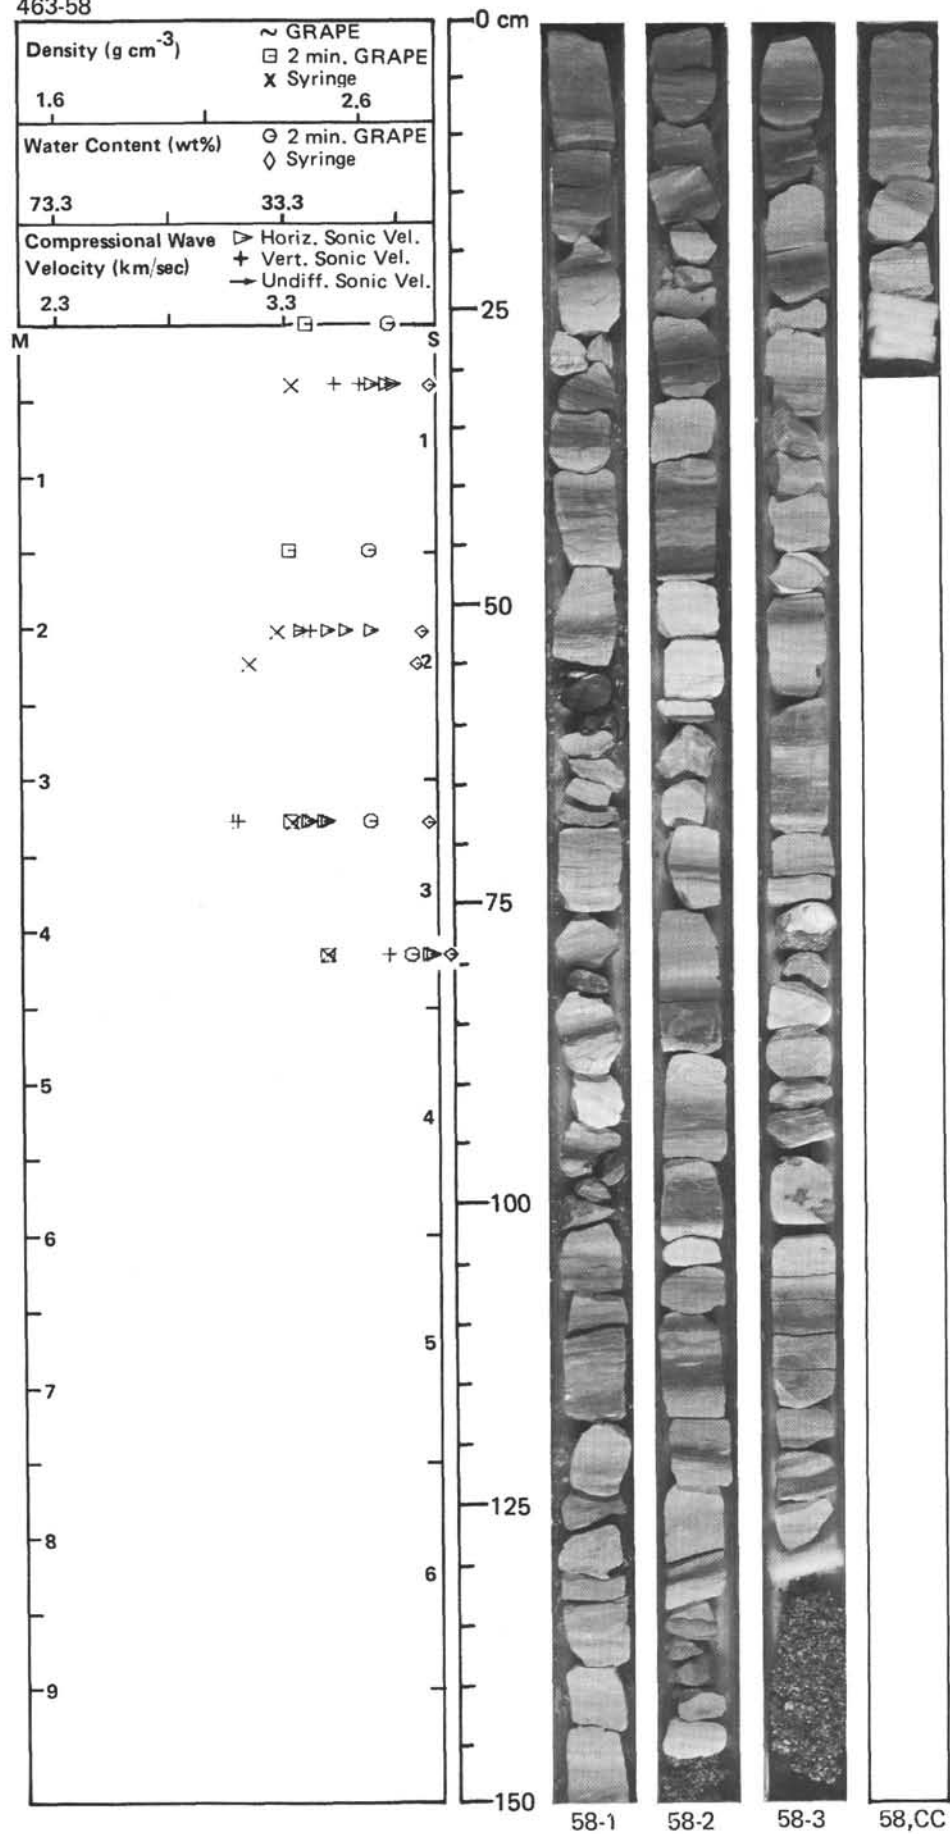 463-58
Density (g cm-3)
~ GRAPE
⊡ 2 min. GRAPE
x Syringe
1.6
2.6
Water Content (wt%)
⊙ 2 min. GRAPE
◇ Syringe
73.3
33.3
Compressional Wave
Velocity (km/sec)
▷ Horiz. Sonic Vel.
+ Vert. Sonic Vel.
→ Undiff. Sonic Vel.
2.3
3.3
M
S
1
2
3
4
5
6
7
8
9
1
2
3
4
5
6
0 cm
25
50
75
100
125
150
58-1
58-2
58-3
58,CC